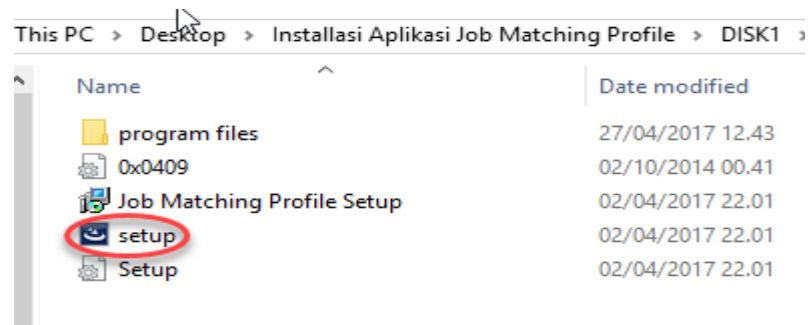 This PC > Desktop > Installasi Aplikasi Job Matching Profile > DISK1 >
Name Date modified
program files 27/04/2017 12.43
0x0409 02/10/2014 00.41
Job Matching Profile Setup 02/04/2017 22.01
setup 02/04/2017 22.01
Setup 02/04/2017 22.01